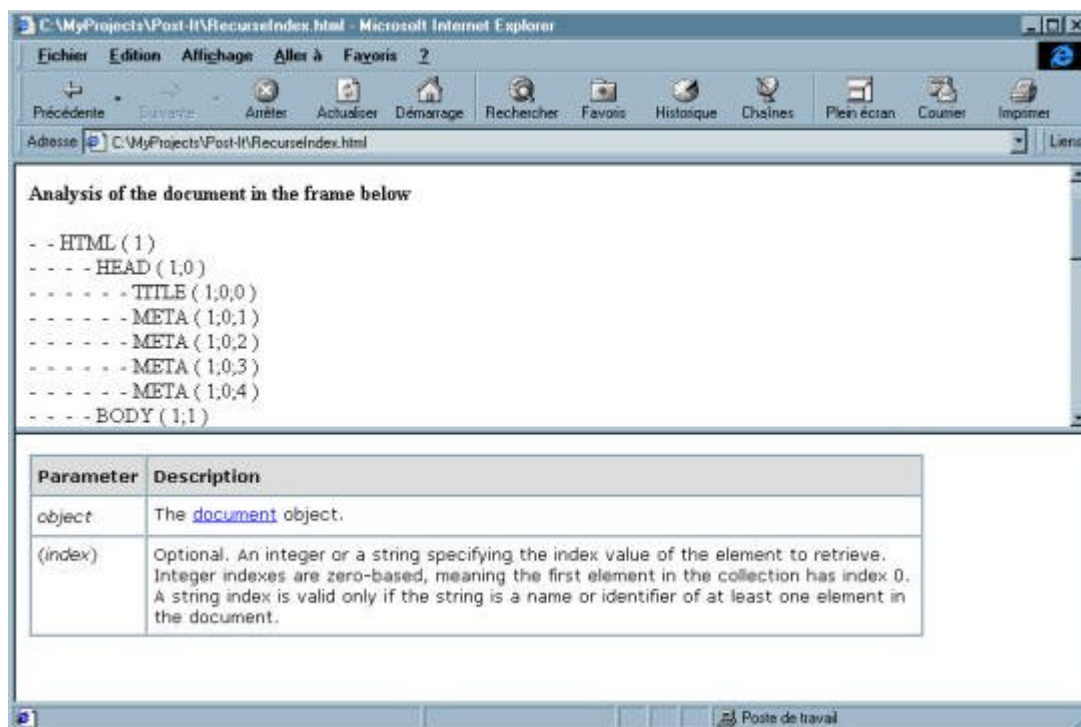 C:\MyProjects\Post-It\RecurseIndex.html - Microsoft Internet Explorer
Fichier Edition Affichage Aller à Favoris ?
Précédente Suivante Arrêter Actualiser Démarrage Rechercher Favoris Historique Chaînes Plein écran Courrier Imprimer
Adresse C:\MyProjects\Post-It\RecurseIndex.html Liens
Analysis of the document in the frame below
- - HTML ( 1 )
- - - - HEAD ( 1;0 )
- - - - - - TITLE ( 1;0;0 )
- - - - - - META ( 1;0;1 )
- - - - - - META ( 1;0;2 )
- - - - - - META ( 1;0;3 )
- - - - - - META ( 1;0;4 )
- - - - BODY ( 1;1 )
Parameter Description
object The document object.
(index) Optional. An integer or a string specifying the index value of the element to retrieve.
Integer indexes are zero-based, meaning the first element in the collection has index 0.
A string index is valid only if the string is a name or identifier of at least one element in
the document.
Poste de travail